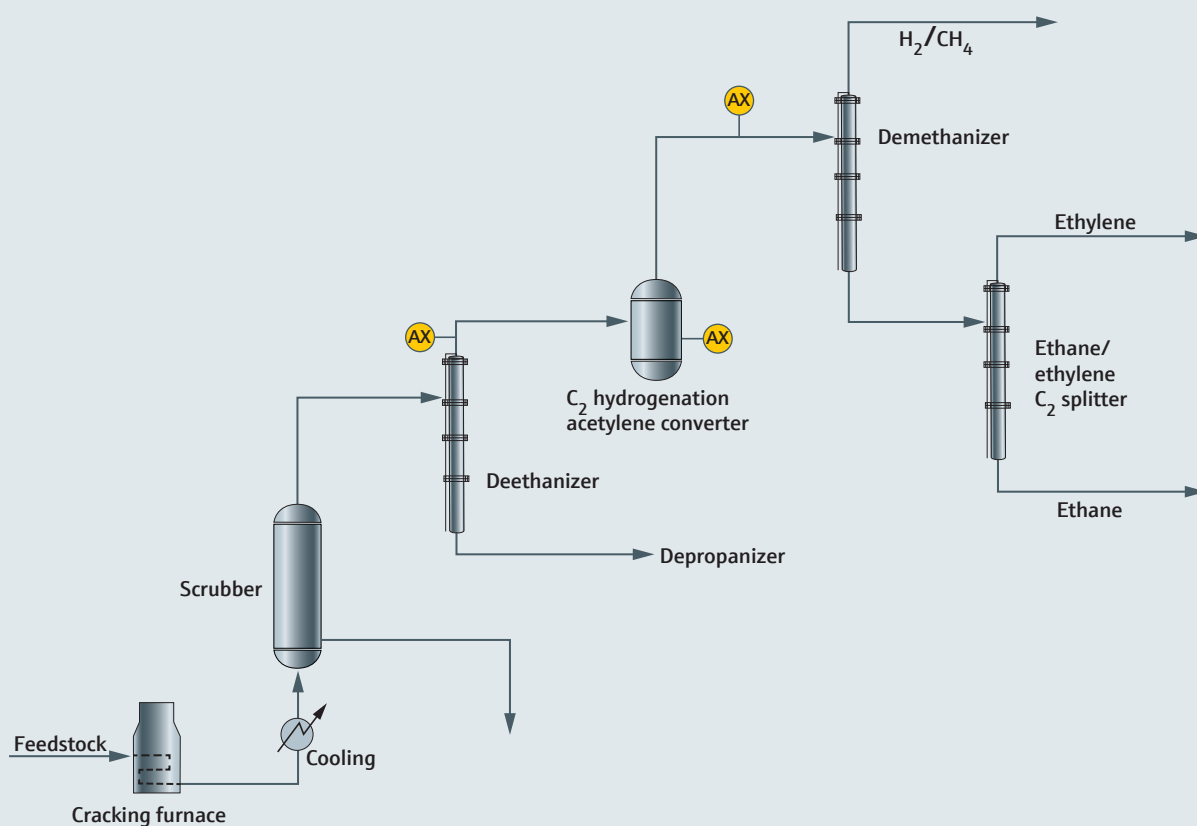 H2/CH4
AX
Demethanizer
Ethylene
AX
AX
Ethane/
ethylene
C2 splitter
C2 hydrogenation
acetylene converter
Deethanizer
Ethane
Depropanizer
Scrubber
Feedstock
Cooling
Cracking furnace